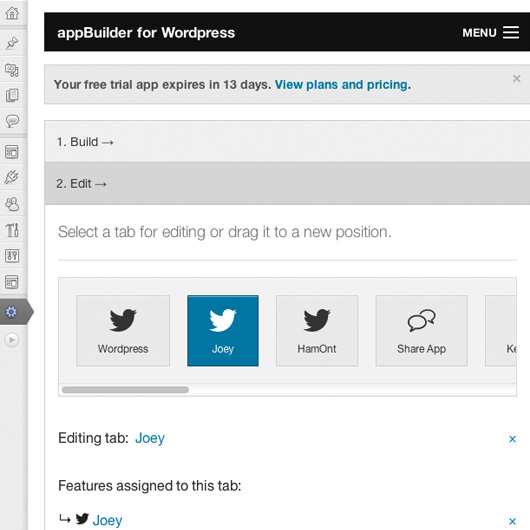 appBuilder for Wordpress
MENU
Your free trial app expires in 13 days. View plans and pricing.
×
1. Build →
2. Edit →
Select a tab for editing or drag it to a new position.
Wordpress
Joey
HamOnt
Share App
Ke
Editing tab: Joey
×
Features assigned to this tab:
Joey
×